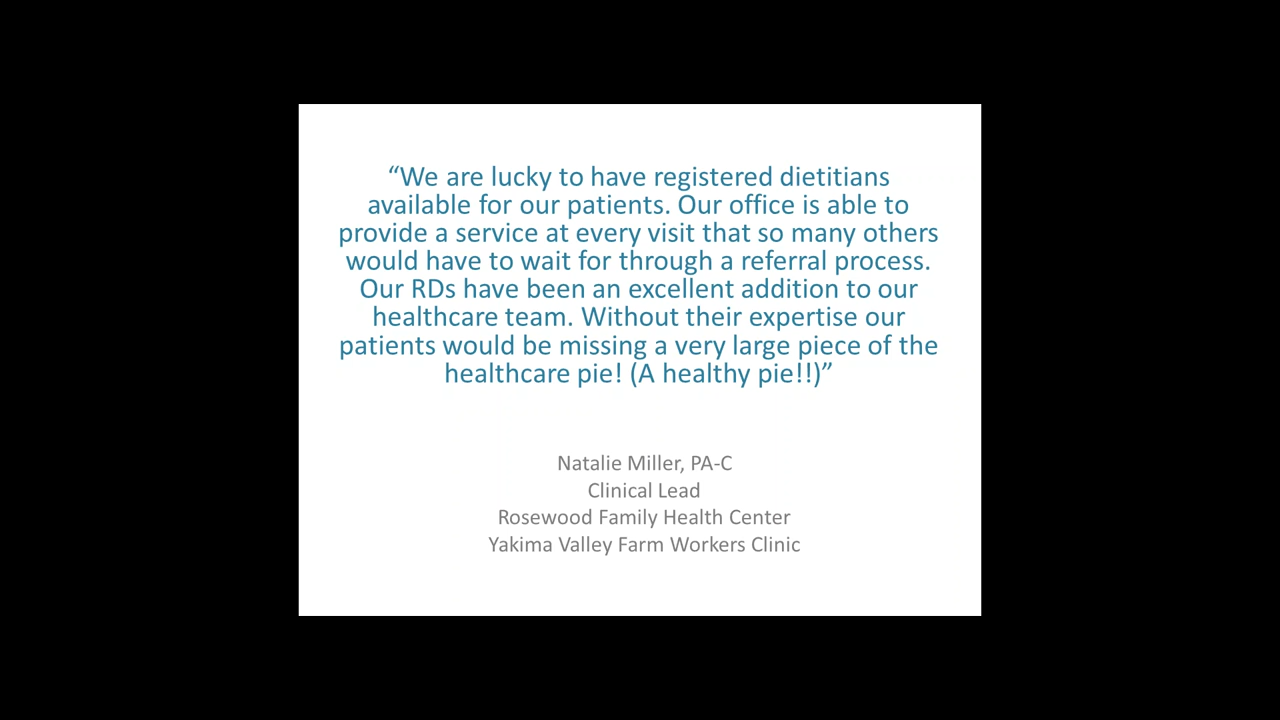 “We are lucky to have registered dietitians
available for our patients. Our office is able to
provide a service at every visit that so many others
would have to wait for through a referral process.
Our RDs have been an excellent addition to our
healthcare team. Without their expertise our
patients would be missing a very large piece of the
healthcare pie! (A healthy pie!!)”
Natalie Miller, PA-C
Clinical Lead
Rosewood Family Health Center
Yakima Valley Farm Workers Clinic